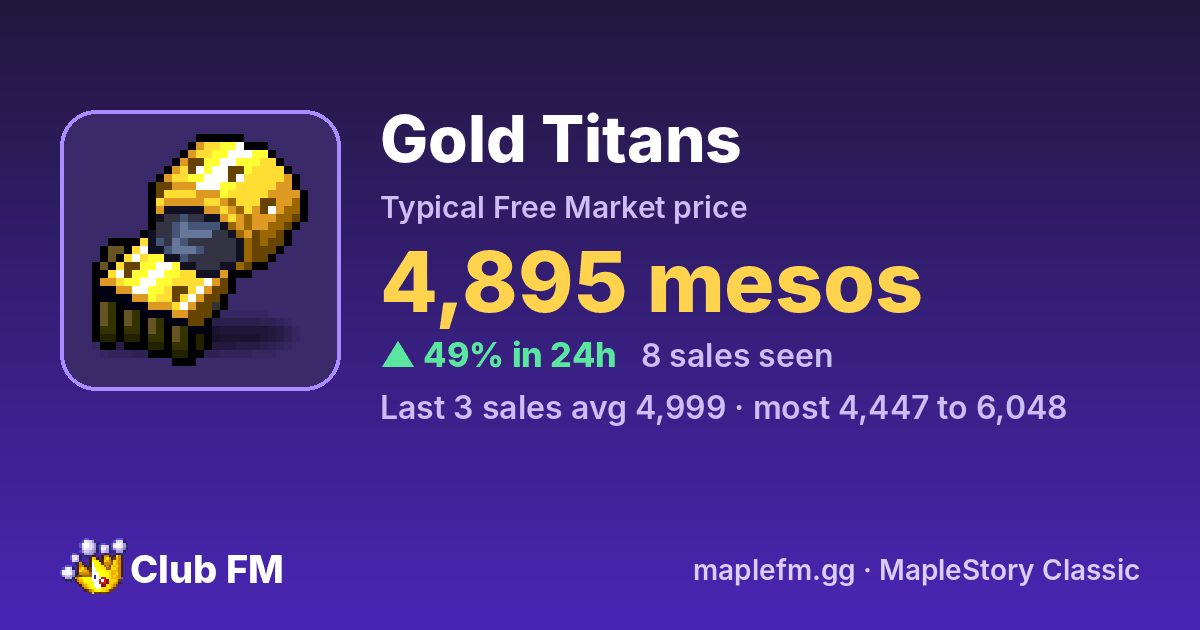 Gold Titans
Typical Free Market price
4,895 mesos
▲ 49% in 24h 8 sales seen
Last 3 sales avg 4,999 · most 4,447 to 6,048
Club FM
maplefm.gg · MapleStory Classic